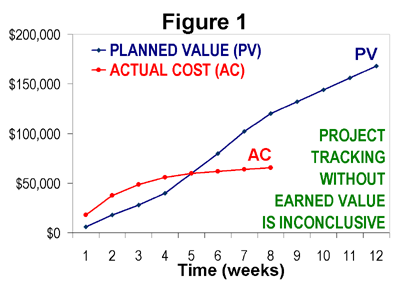 Figure 1
$200,000
$150,000
$100,000
$50,000
$0
PLANNED VALUE (PV)
ACTUAL COST (AC)
PV
AC
PROJECT
TRACKING
WITHOUT
EARNED VALUE
IS INCONCLUSIVE
1 2 3 4 5 6 7 8 9 10 11 12
Time (weeks)